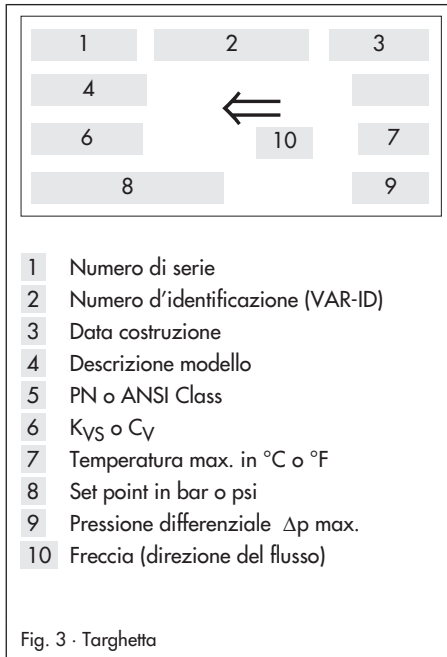 1 2 3
4
6 10 7
8 9
1 Numero di serie
2 Numero d'identificazione (VAR-ID)
3 Data costruzione
4 Descrizione modello
5 PN o ANSI Class
6 KVS o CV
7 Temperatura max. in °C o °F
8 Set point in bar o psi
9 Pressione differenziale Δp max.
10 Freccia (direzione del flusso)
Fig. 3 · Targhetta